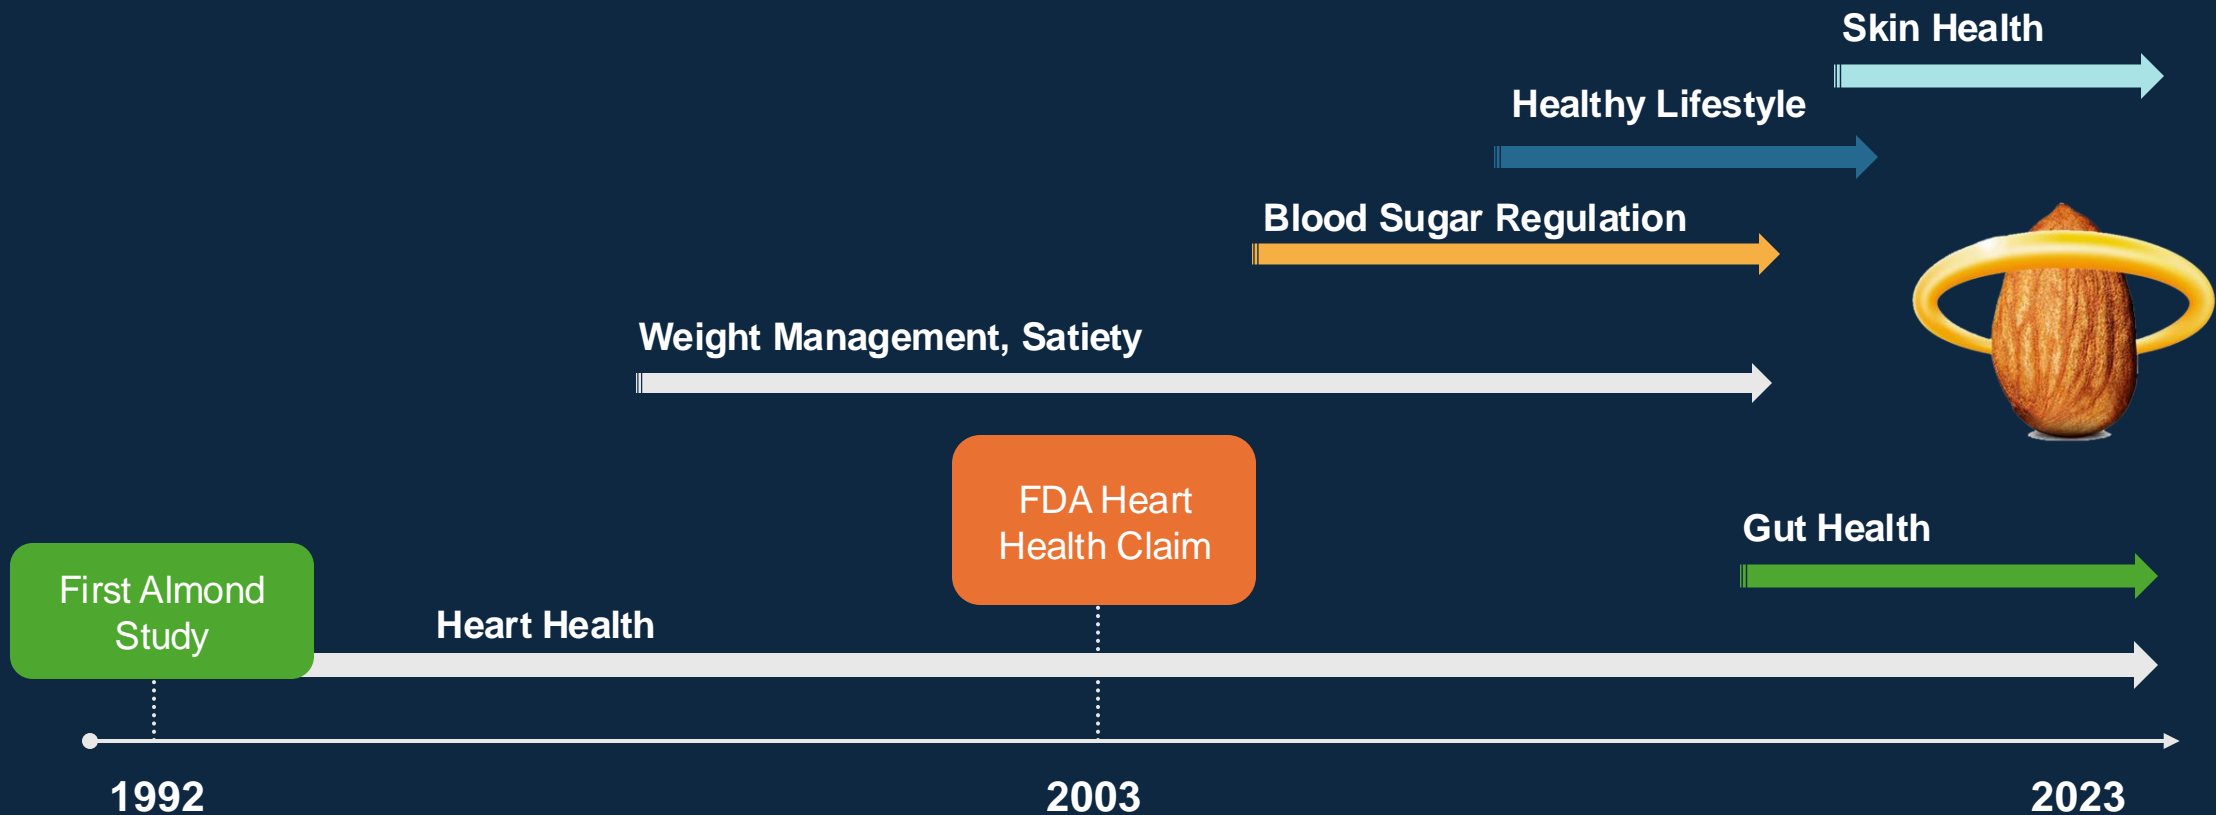 Skin Health
Healthy Lifestyle
Blood Sugar Regulation
Weight Management, Satiety
FDA Heart
Health Claim
Gut Health
First Almond
Study
Heart Health
1992
2003
2023